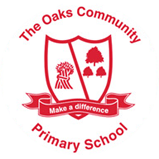 The Oaks Community
Make a difference
Primary School